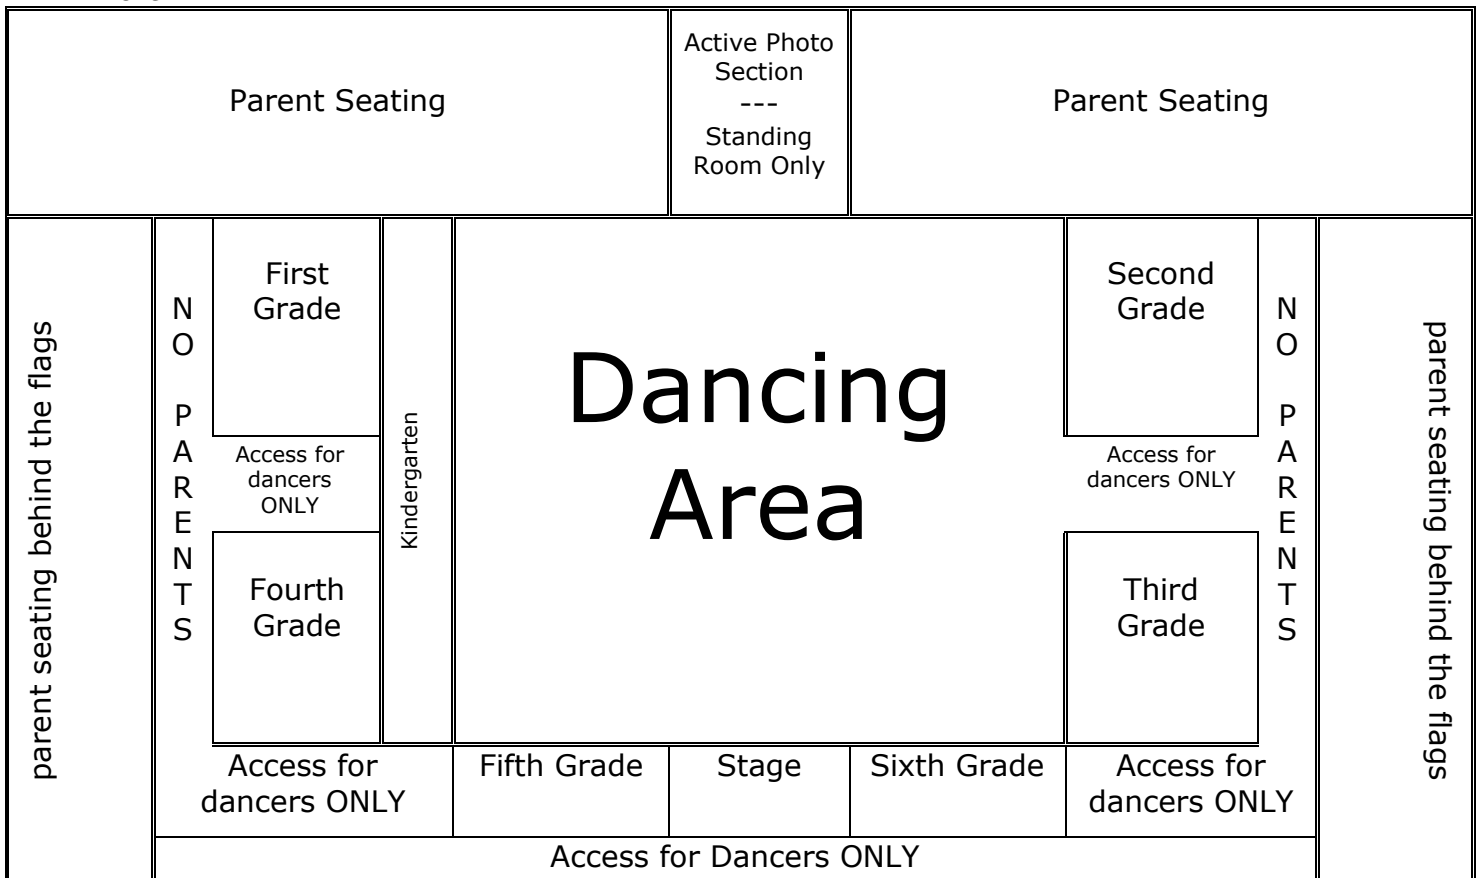 Parent Seating
Active Photo
Section
---
Standing
Room Only
Parent Seating
parent seating behind the flags
N
O
P
A
R
E
N
T
S
First
Grade
Access for
dancers
ONLY
Fourth
Grade
Kindergarten
Dancing
Area
Second
Grade
Access for
dancers ONLY
Third
Grade
N
O
P
A
R
E
N
T
S
parent seating behind the flags
Access for
dancers ONLY
Fifth Grade
Stage
Sixth Grade
Access for
dancers ONLY
Access for Dancers ONLY